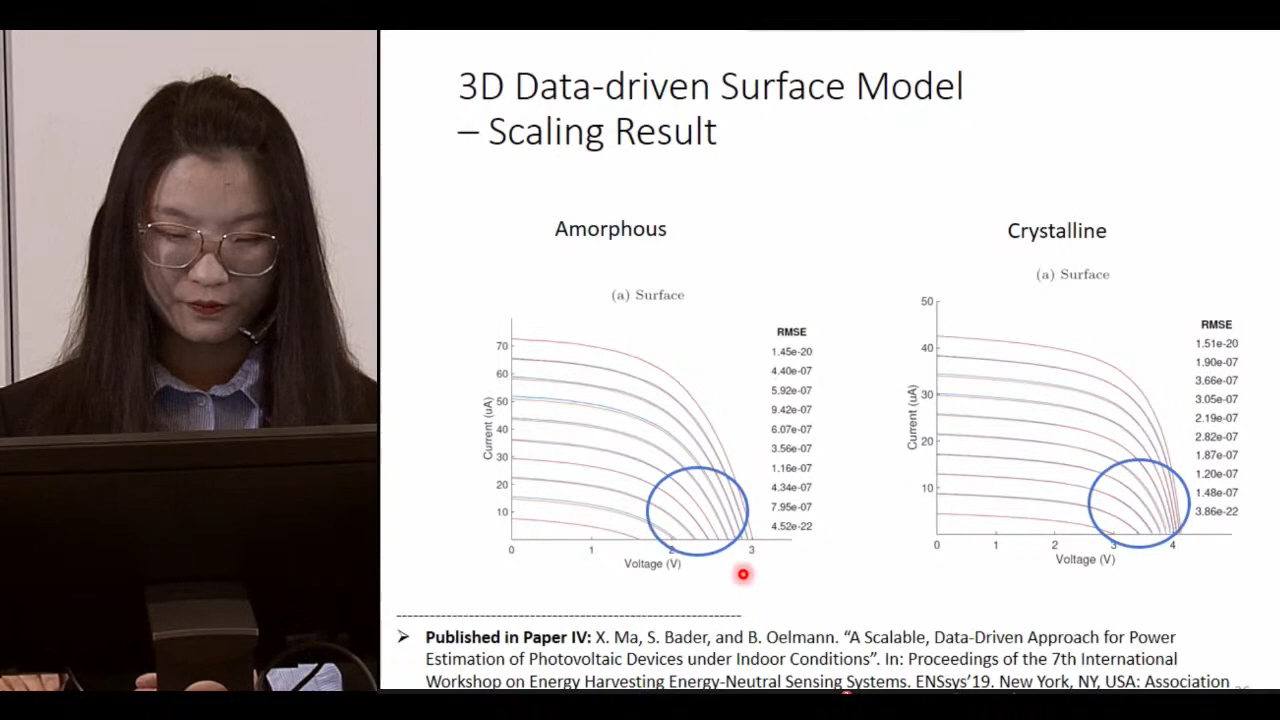 3D Data-driven Surface Model
– Scaling Result
Amorphous
(a) Surface
Current (uA)
70
60
50
40
30
20
10
0
1
2
3
Voltage (V)
RMSE
1.45e-20
4.40e-07
5.92e-07
9.42e-07
6.07e-07
3.56e-07
1.16e-07
4.34e-07
7.95e-07
4.52e-22
Crystalline
(a) Surface
Current (uA)
50
40
30
20
10
0
1
2
3
4
Voltage (V)
RMSE
1.51e-20
1.90e-07
3.66e-07
3.05e-07
2.19e-07
2.82e-07
1.87e-07
1.20e-07
1.48e-07
3.86e-22
➢ Published in Paper IV: X. Ma, S. Bader, and B. Oelmann. “A Scalable, Data-Driven Approach for Power
Estimation of Photovoltaic Devices under Indoor Conditions”. In: Proceedings of the 7th International
Workshop on Energy Harvesting Energy-Neutral Sensing Systems. ENSsys’19. New York, NY, USA: Association